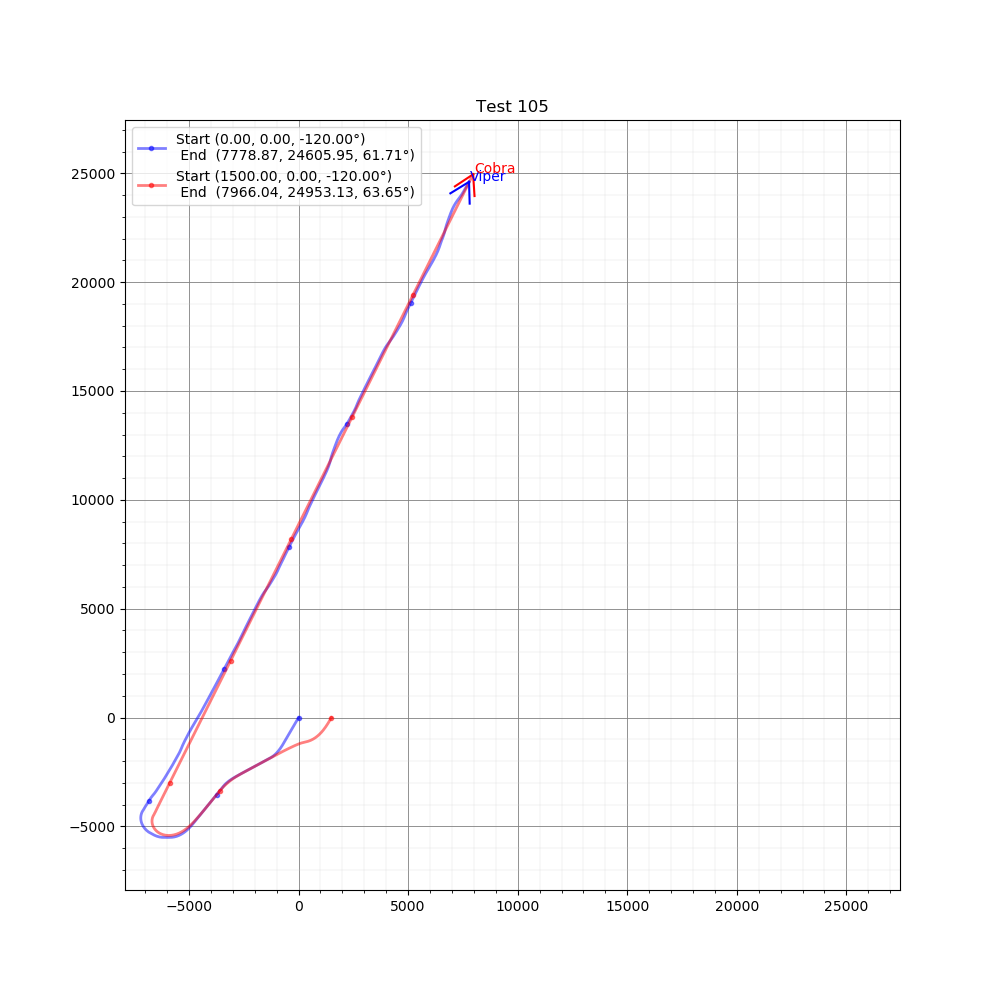 Test 105
Start (0.00, 0.00, -120.00°)
End  (7778.87, 24605.95, 61.71°)
Start (1500.00, 0.00, -120.00°)
End  (7966.04, 24953.13, 63.65°)
Cobra
Viper
25000
20000
15000
10000
5000
0
−5000
−5000
0
5000
10000
15000
20000
25000